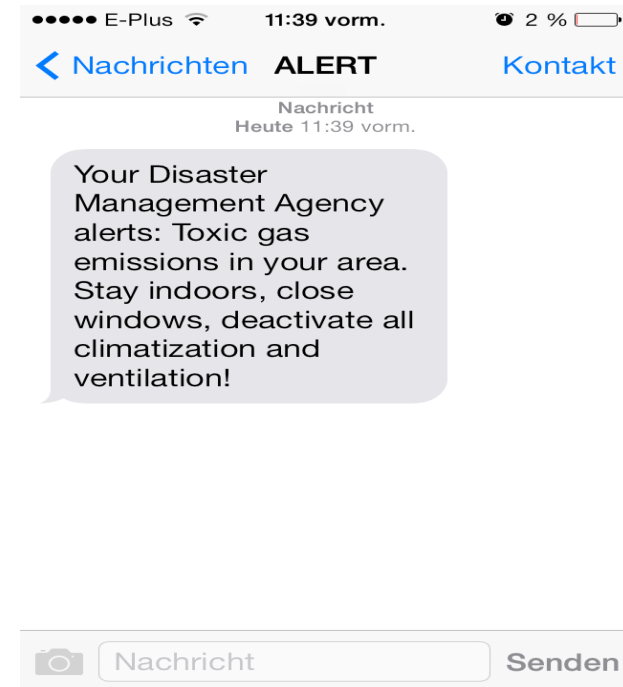 E-Plus 11:39 vorm. 2 %
Nachrichten ALERT Kontakt
Nachricht
Heute 11:39 vorm.
Your Disaster
Management Agency
alerts: Toxic gas
emissions in your area.
Stay indoors, close
windows, deactivate all
climatization and
ventilation!
Nachricht Senden